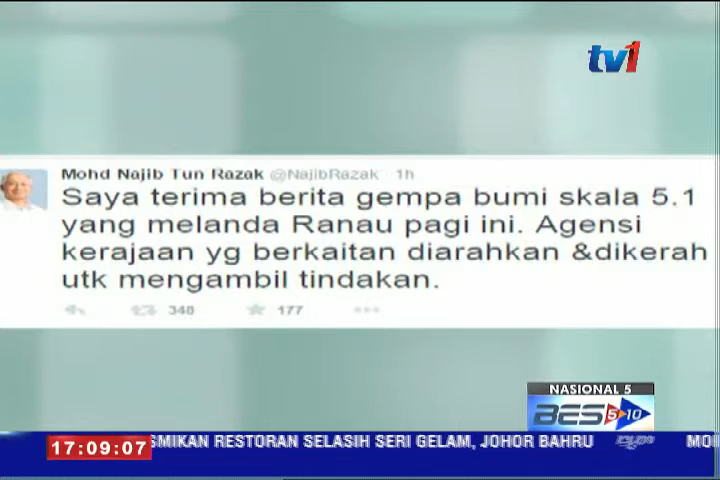 tv1
Mohd Najib Tun Razak @NajibRazak 1h
Saya terima berita gempa bumi skala 5.1
yang melanda Ranau pagi ini. Agensi
kerajaan yg berkaitan diarahkan &dikerah
utk mengambil tindakan.
348 177
NASIONAL 5
BES 5 10
17:09:07 SMIKAN RESTORAN SELASIH SERI GELAM, JOHOR BAHRU